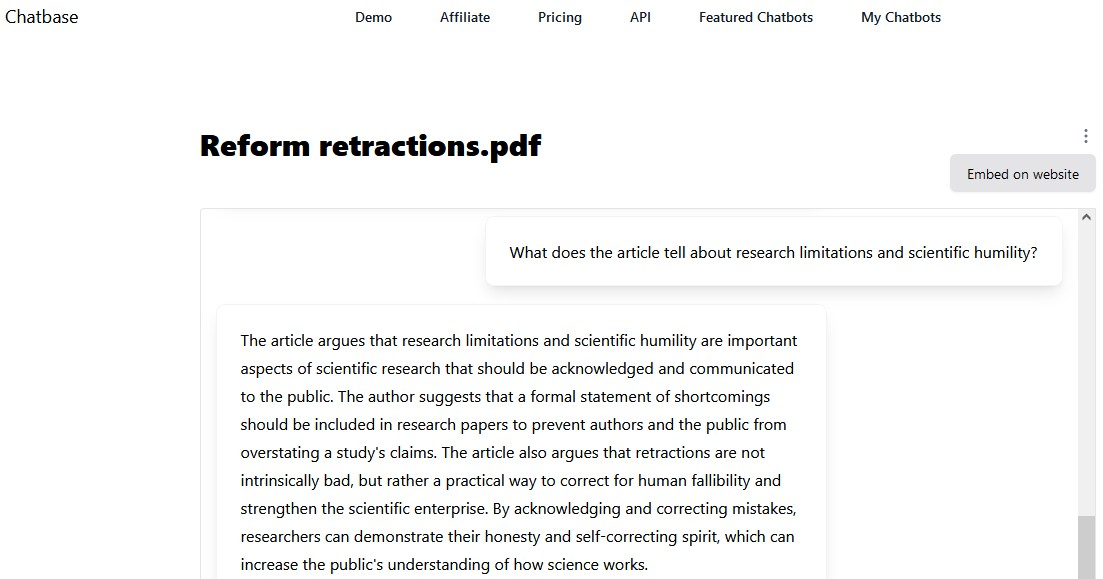 Chatbase Demo Affiliate Pricing API Featured Chatbots My Chatbots
Reform retractions.pdf
Embed on website
What does the article tell about research limitations and scientific humility?
The article argues that research limitations and scientific humility are important
aspects of scientific research that should be acknowledged and communicated
to the public. The author suggests that a formal statement of shortcomings
should be included in research papers to prevent authors and the public from
overstating a study's claims. The article also argues that retractions are not
intrinsically bad, but rather a practical way to correct for human fallibility and
strengthen the scientific enterprise. By acknowledging and correcting mistakes,
researchers can demonstrate their honesty and self-correcting spirit, which can
increase the public's understanding of how science works.